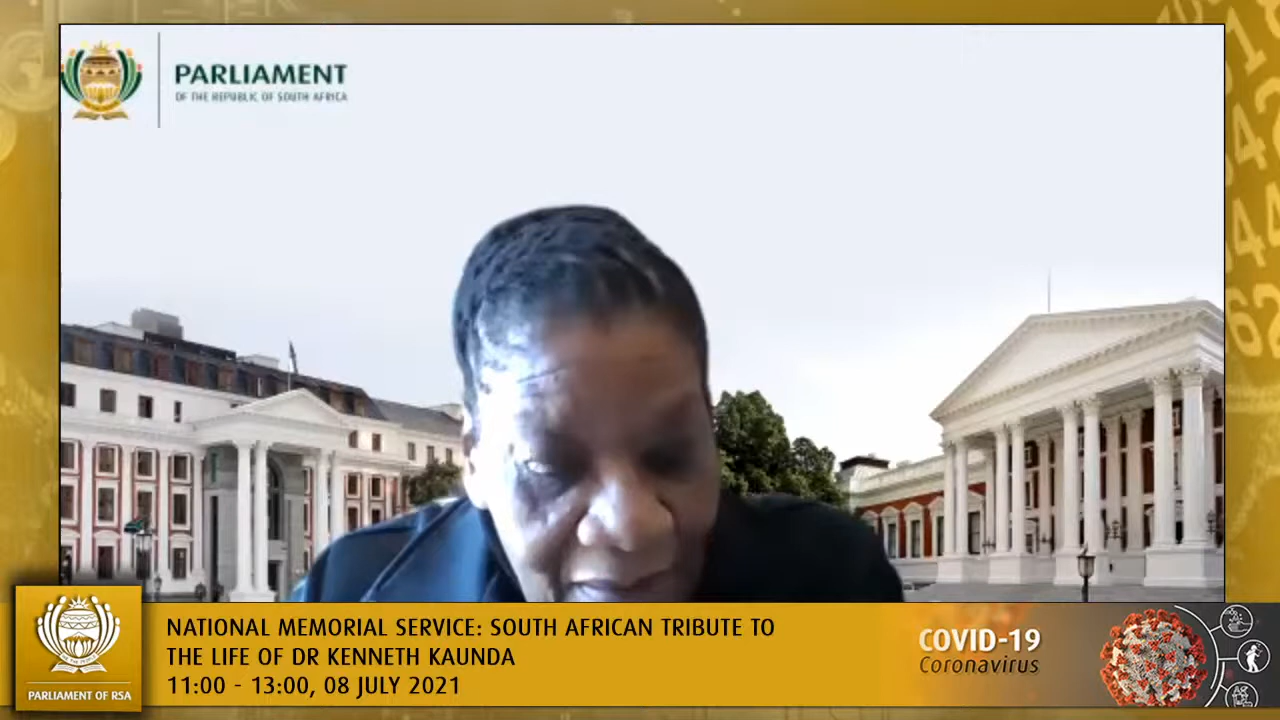 PARLIAMENT
OF THE REPUBLIC OF SOUTH AFRICA
NATIONAL MEMORIAL SERVICE: SOUTH AFRICAN TRIBUTE TO
THE LIFE OF DR KENNETH KAUNDA
11:00 - 13:00, 08 JULY 2021
PARLIAMENT OF RSA
COVID-19
Coronavirus